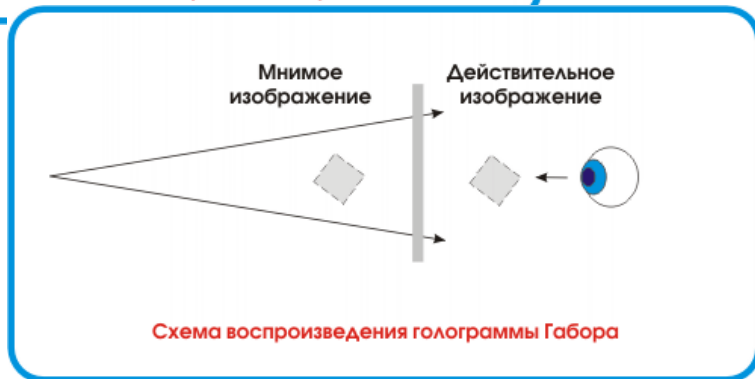 Мнимое
изображение
Действительное
изображение
Схема воспроизведения голограммы Габора